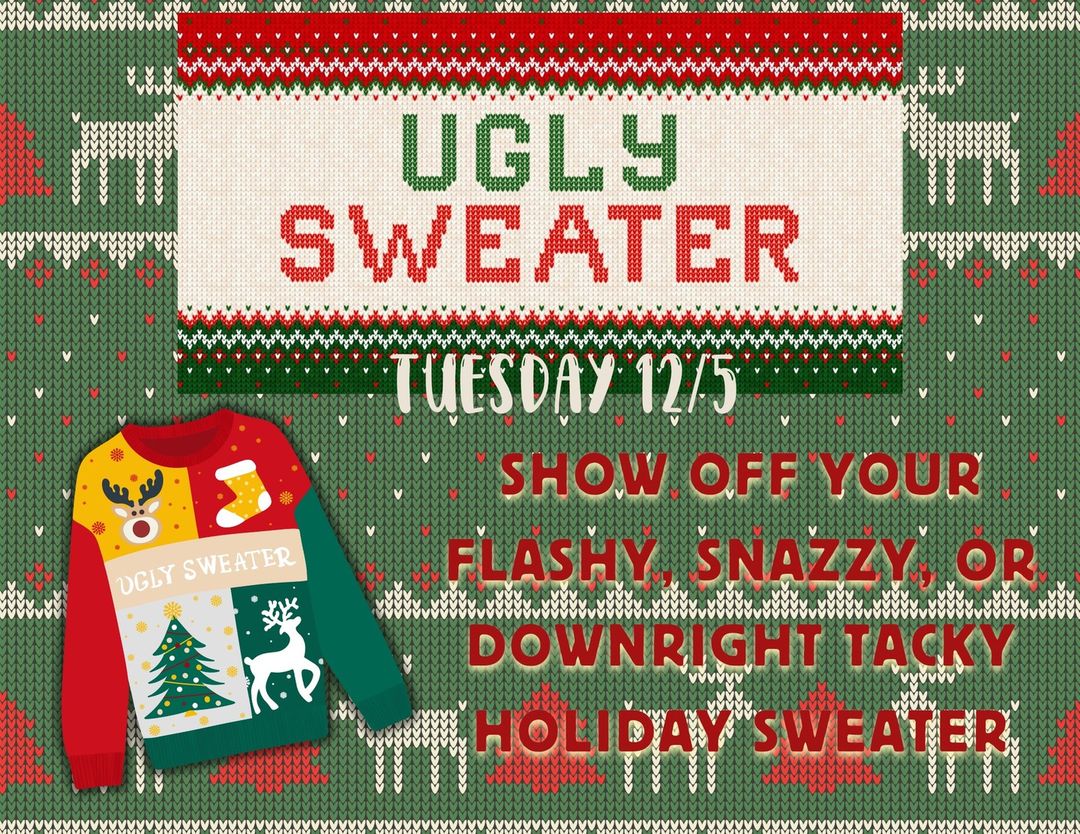 UGLY
SWEATER
TUESDAY 12/5
SHOW OFF YOUR
FLASHY, SNAZZY, OR
DOWNRIGHT TACKY
HOLIDAY SWEATER
UGLY SWEATER